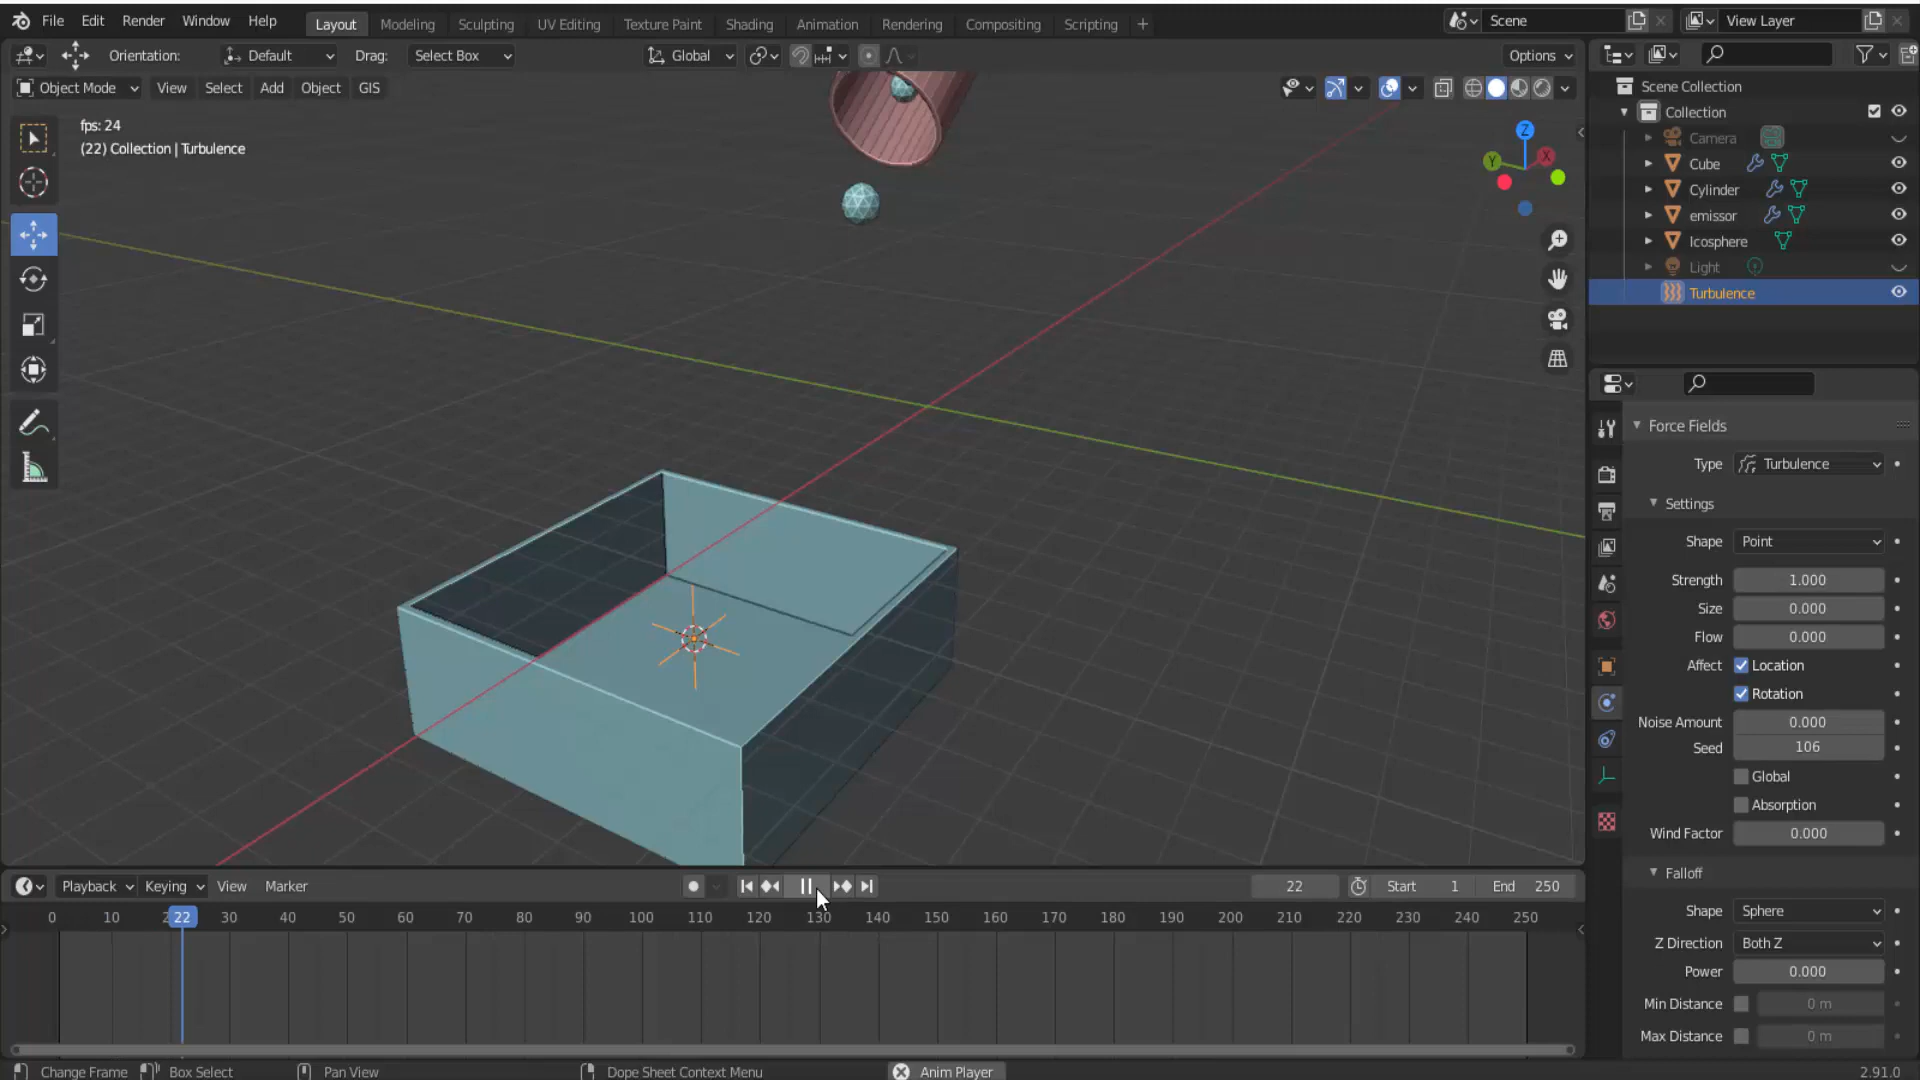 File Edit Render Window Help Layout Modeling Sculpting UV Editing Texture Paint Shading Animation Rendering Compositing Scripting + Scene View Layer
Orientation: Default Drag: Select Box Global Options
Object Mode View Select Add Object GIS
fps: 24
(22) Collection | Turbulence
Z
Y
X
Scene Collection
Collection
Camera
Cube
Cylinder
emissor
Icosphere
Light
Turbulence
Force Fields
Type Turbulence
Settings
Shape Point
Strength 1.000
Size 0.000
Flow 0.000
Affect Location
Rotation
Noise Amount 0.000
Seed 106
Global
Absorption
Wind Factor 0.000
Falloff
Shape Sphere
Z Direction Both Z
Power 0.000
Min Distance 0 m
Max Distance 0 m
Playback Keying View Marker 22 Start 1 End 250
0 10 22 30 40 50 60 70 80 90 100 110 120 130 140 150 160 170 180 190 200 210 220 230 240 250
Change Frame Box Select Pan View Dope Sheet Context Menu Anim Player 2.91.0